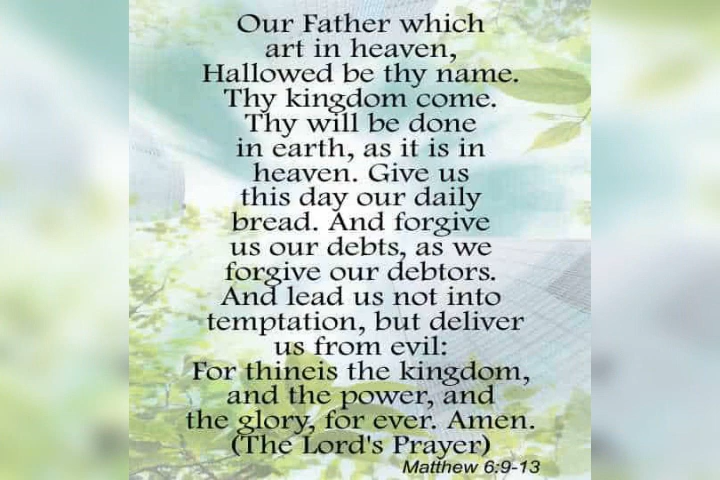 Our Father which
art in heaven,
Hallowed be thy name.
Thy kingdom come.
Thy will be done
in earth, as it is in
heaven. Give us
this day our daily
bread. And forgive
us our debts, as we
forgive our debtors.
And lead us not into
temptation, but deliver
us from evil:
For thineis the kingdom,
and the power, and
the glory, for ever. Amen.
(The Lord's Prayer)
Matthew 6:9-13